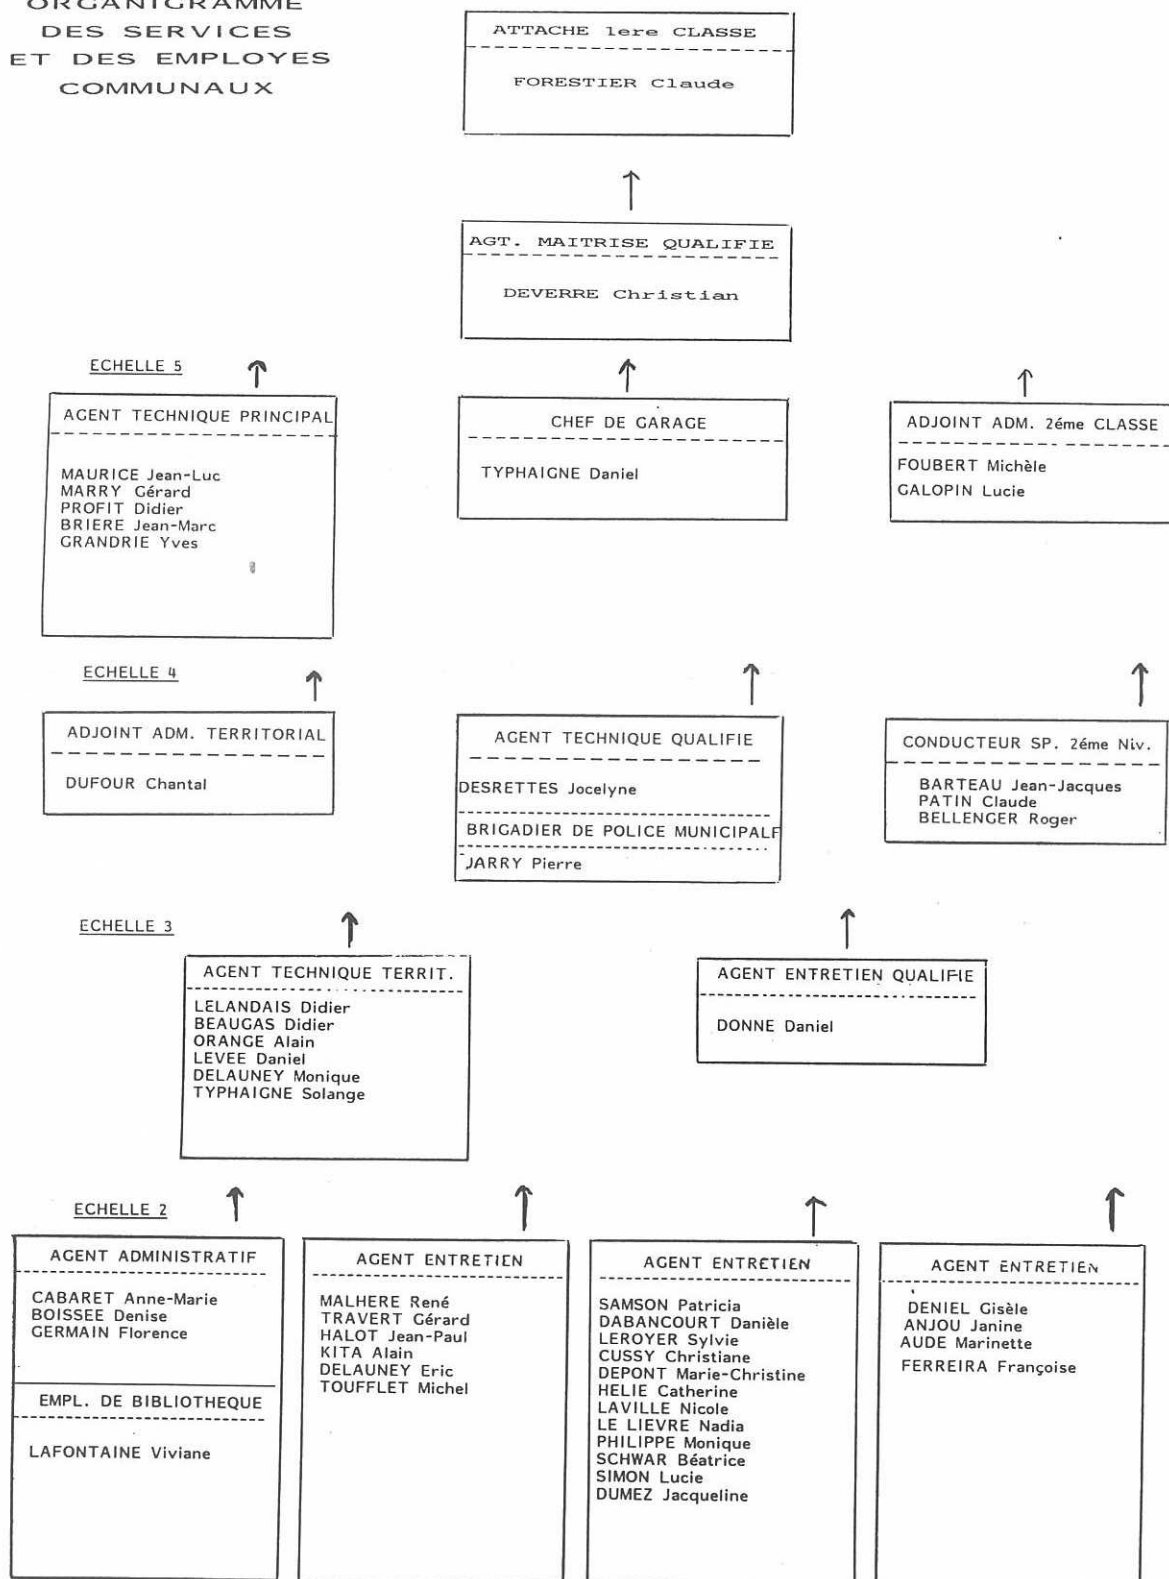 ORGANIGRAMME
DES SERVICES
ET DES EMPLOYES
COMMUNAUX
ATTACHE 1ere CLASSE
FORESTIER Claude
AGT. MAITRISE QUALIFIE
DEVERRE Christian
ECHELLE 5
AGENT TECHNIQUE PRINCIPAL
MAURICE Jean-Luc
MARRY Gérard
PROFIT Didier
BRIERE Jean-Marc
GRANDRIE Yves
CHEF DE GARAGE
TYPHAIGNE Daniel
ADJOINT ADM. 2éme CLASSE
FOUBERT Michèle
GALOPIN Lucie
ECHELLE 4
ADJOINT ADM. TERRITORIAL
DUFOUR Chantal
AGENT TECHNIQUE QUALIFIE
DESRETTES Jocelyne
BRIGADIER DE POLICE MUNICIPALE
JARRY Pierre
CONDUCTEUR SP. 2éme Niv.
BARTEAU Jean-Jacques
PATIN Claude
BELLENGER Roger
ECHELLE 3
AGENT TECHNIQUE TERRIT.
LELANDAIS Didier
BEAUGAS Didier
ORANGE Alain
LEVEE Daniel
DELAUNEY Monique
TYPHAIGNE Solange
AGENT ENTRETIEN QUALIFIE
DONNE Daniel
ECHELLE 2
AGENT ADMINISTRATIF
CABARET Anne-Marie
BOISSEE Denise
GERMAIN Florence
EMPL. DE BIBLIOTHEQUE
LAFONTAINE Viviane
AGENT ENTRETIEN
MALHERE René
TRAVERT Gérard
HALOT Jean-Paul
KITA Alain
DELAUNEY Eric
TOUFFLET Michel
AGENT ENTRETIEN
SAMSON Patricia
DABANCOURT Danièle
LEROYER Sylvie
CUSSY Christiane
DEPONT Marie-Christine
HELIE Catherine
LAVILLE Nicole
LE LIEVRE Nadia
PHILIPPE Monique
SCHWAR Béatrice
SIMON Lucie
DUMEZ Jacqueline
AGENT ENTRETIEN
DENIEL Gisèle
ANJOU Janine
AUDE Marinette
FERREIRA Françoise